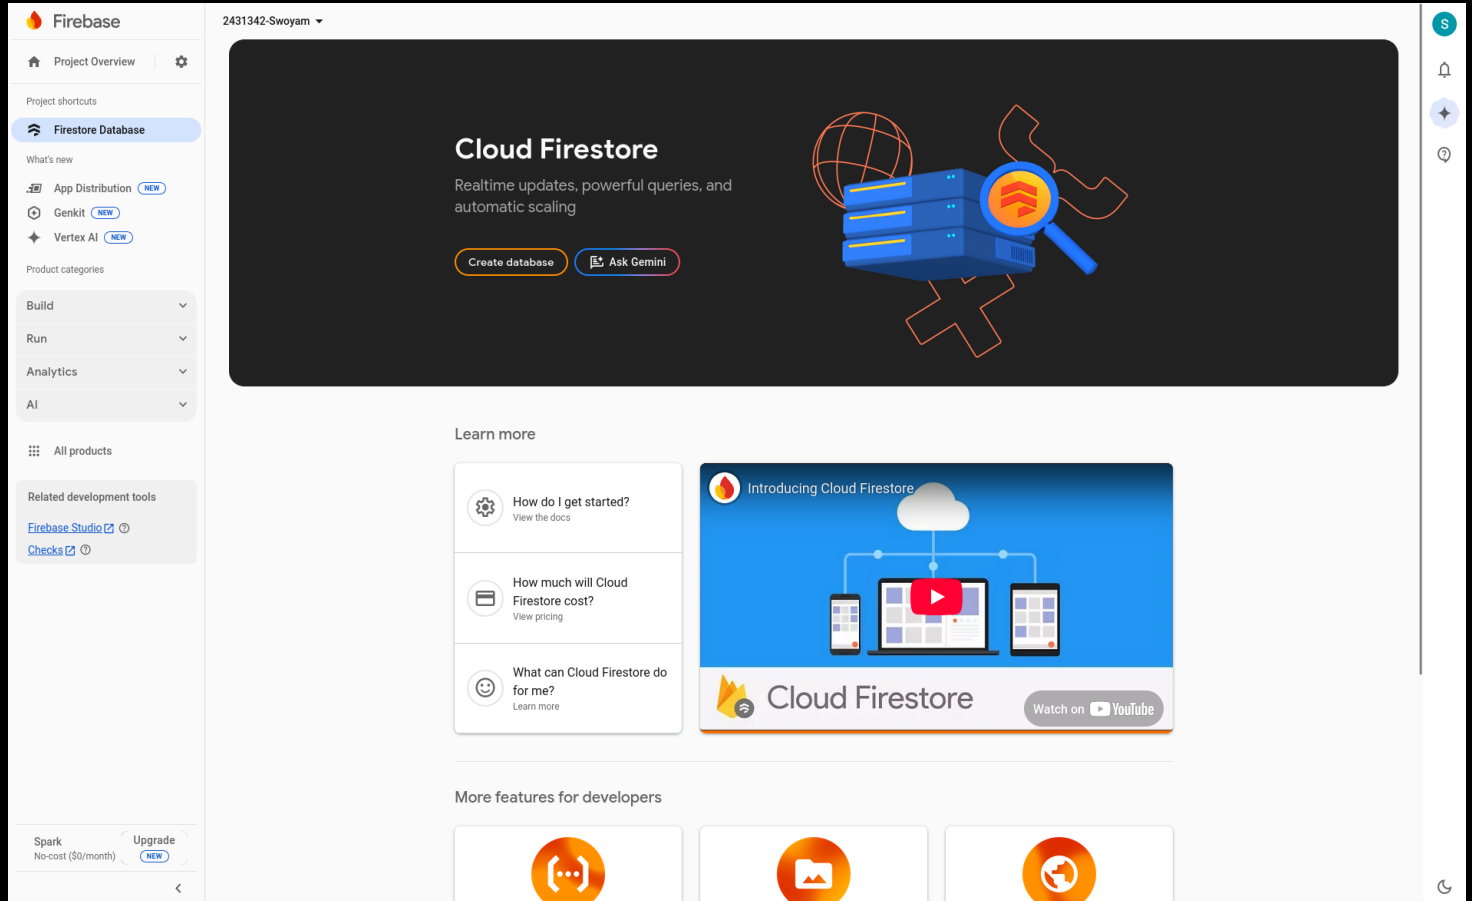 Firebase
2431342-Swoyam
S
Project Overview
Project shortcuts
Firestore Database
What's new
App Distribution NEW
Genkit NEW
Vertex AI NEW
Product categories
Build
Run
Analytics
AI
All products
Related development tools
Firebase Studio
Checks
Spark
No-cost ($0/month)
Upgrade
NEW
Cloud Firestore
Realtime updates, powerful queries, and
automatic scaling
Create database
Ask Gemini
Learn more
How do I get started?
View the docs
How much will Cloud
Firestore cost?
View pricing
What can Cloud Firestore do
for me?
Learn more
Introducing Cloud Firestore
Cloud Firestore
Watch on YouTube
More features for developers